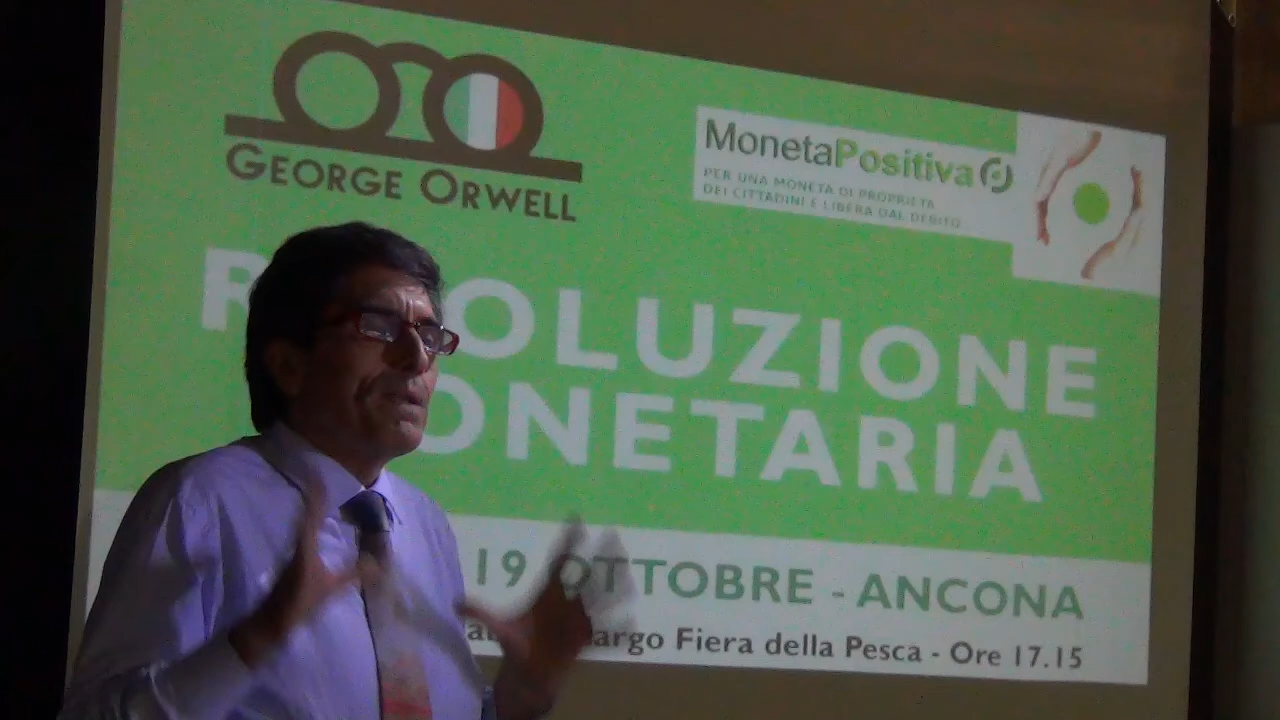 GEORGE ORWELL
MonetaPositiva
PER UNA MONETA DI PROPRIETÀ
DEI CITTADINI E LIBERA DAL DEBITO
R OLUZIONE
ONETARIA
19 OTTOBRE - ANCONA
argo Fiera della Pesca - Ore 17.15